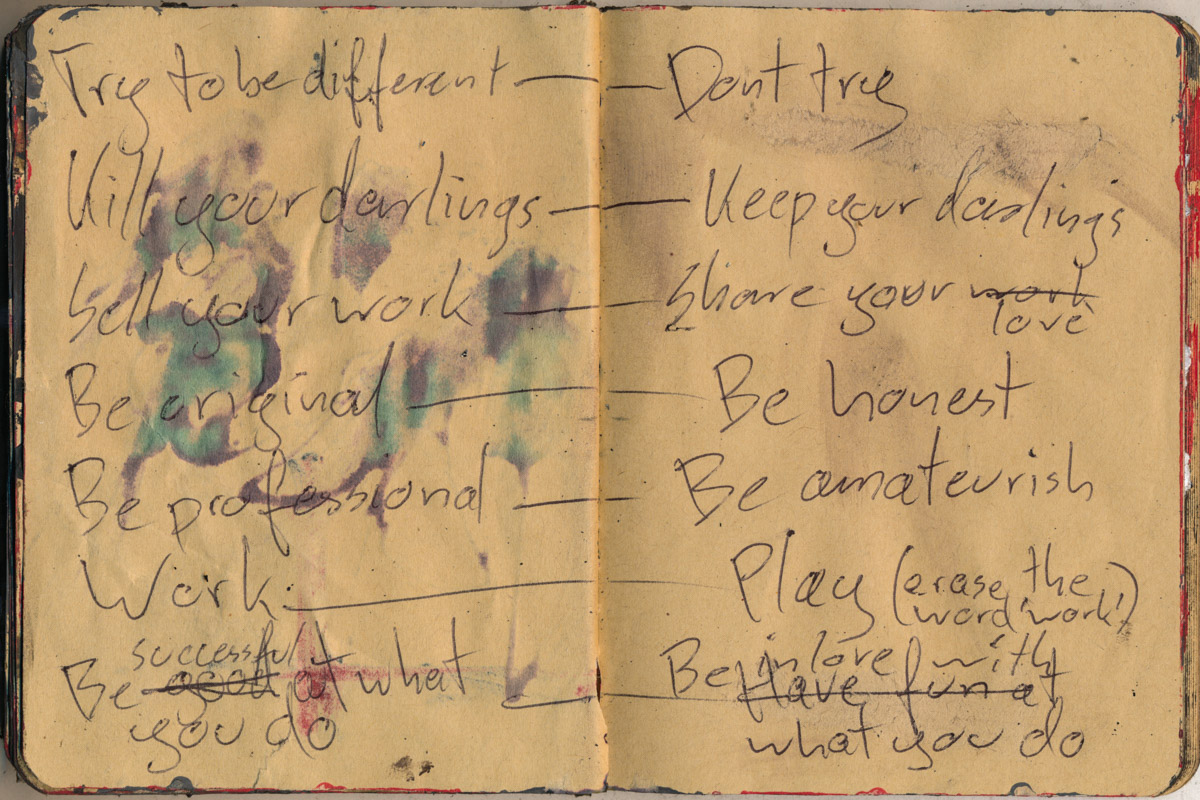 Try to be different — — Dont try
Kill your darlings — — Keep your darlings
Sell your work — — Share your work
love
Be original — — Be honest
Be professional — — Be amateurish
Work — — Play (erase the
word 'work')
successful
Be good at what
you do —
in love with
Be Have fun at
what you do